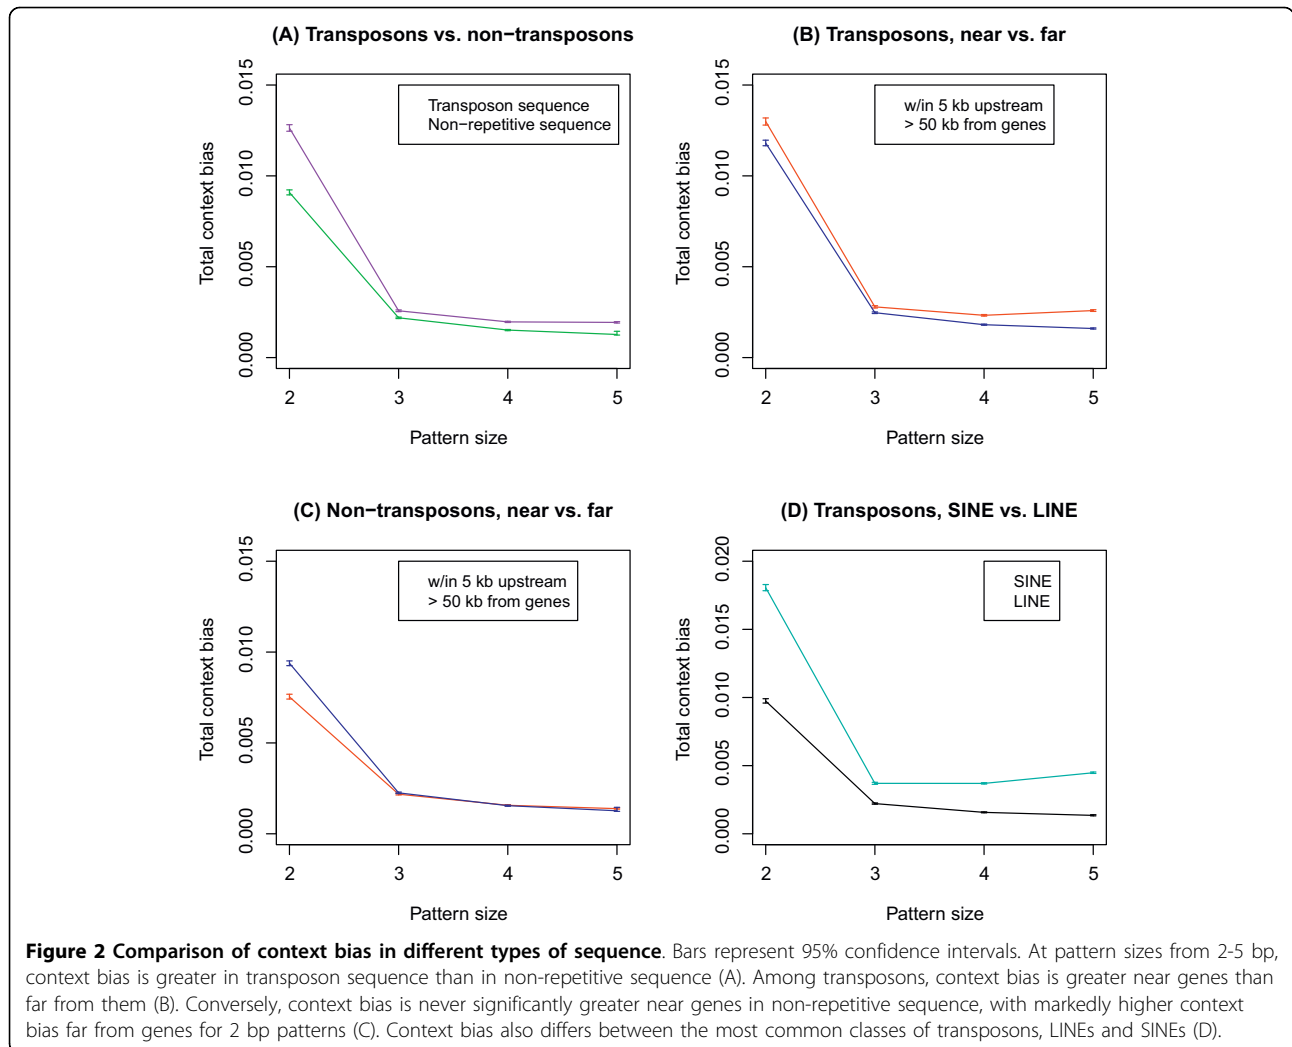 (A) Transposons vs. non−transposons
Total context bias
0.015
0.010
0.005
0.000
Transposon sequence
Non−repetitive sequence
2 3 4 5
Pattern size
(B) Transposons, near vs. far
Total context bias
0.015
0.010
0.005
0.000
w/in 5 kb upstream
> 50 kb from genes
2 3 4 5
Pattern size
(C) Non−transposons, near vs. far
Total context bias
0.015
0.010
0.005
0.000
w/in 5 kb upstream
> 50 kb from genes
2 3 4 5
Pattern size
(D) Transposons, SINE vs. LINE
Total context bias
0.020
0.015
0.010
0.005
0.000
SINE
LINE
2 3 4 5
Pattern size
Figure 2 Comparison of context bias in different types of sequence. Bars represent 95% confidence intervals. At pattern sizes from 2-5 bp,
context bias is greater in transposon sequence than in non-repetitive sequence (A). Among transposons, context bias is greater near genes than
far from them (B). Conversely, context bias is never significantly greater near genes in non-repetitive sequence, with markedly higher context
bias far from genes for 2 bp patterns (C). Context bias also differs between the most common classes of transposons, LINEs and SINEs (D).